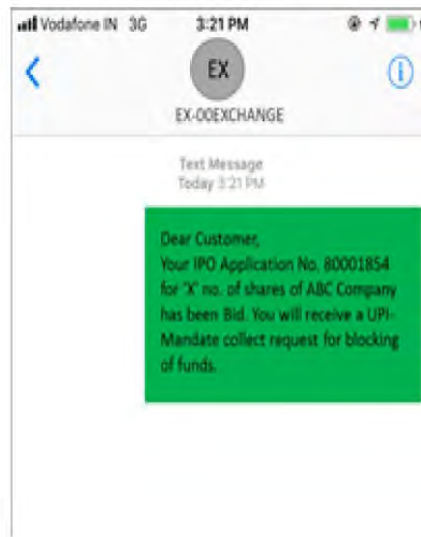 Vodafone IN 3G 3:21 PM
EX
EX-OOEXCHANGE
Text Message
Today 3:21 PM
Dear Customer,
Your IPO Application No. 80001854
for 'X' no. of shares of ABC Company
has been Bid. You will receive a UPI-
Mandate collect request for blocking
of funds.